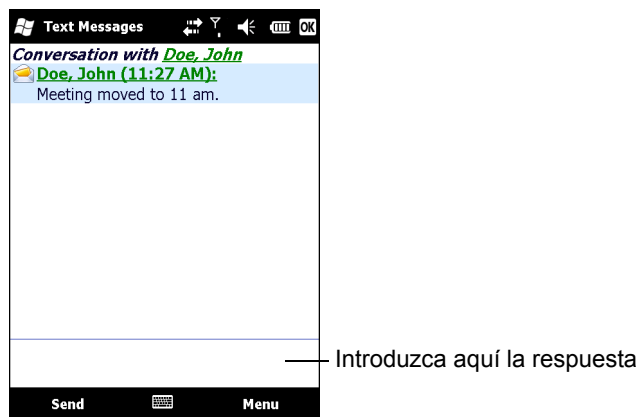 Text Messages OK
Conversation with Doe, John
Doe, John (11:27 AM):
Meeting moved to 11 am.
Introduzca aquí la respuesta
Send Menu